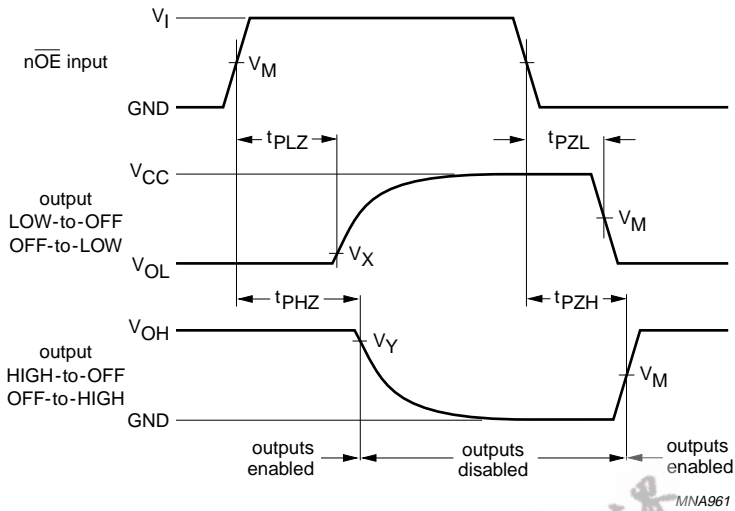 VI
nOE input
VM
GND
tPLZ
tPZL
VCC
output
LOW-to-OFF
OFF-to-LOW
VM
VX
VOL
tPHZ
tPZH
VOH
output
HIGH-to-OFF
OFF-to-HIGH
VY
VM
GND
outputs
enabled
outputs
disabled
outputs
enabled
MNA961